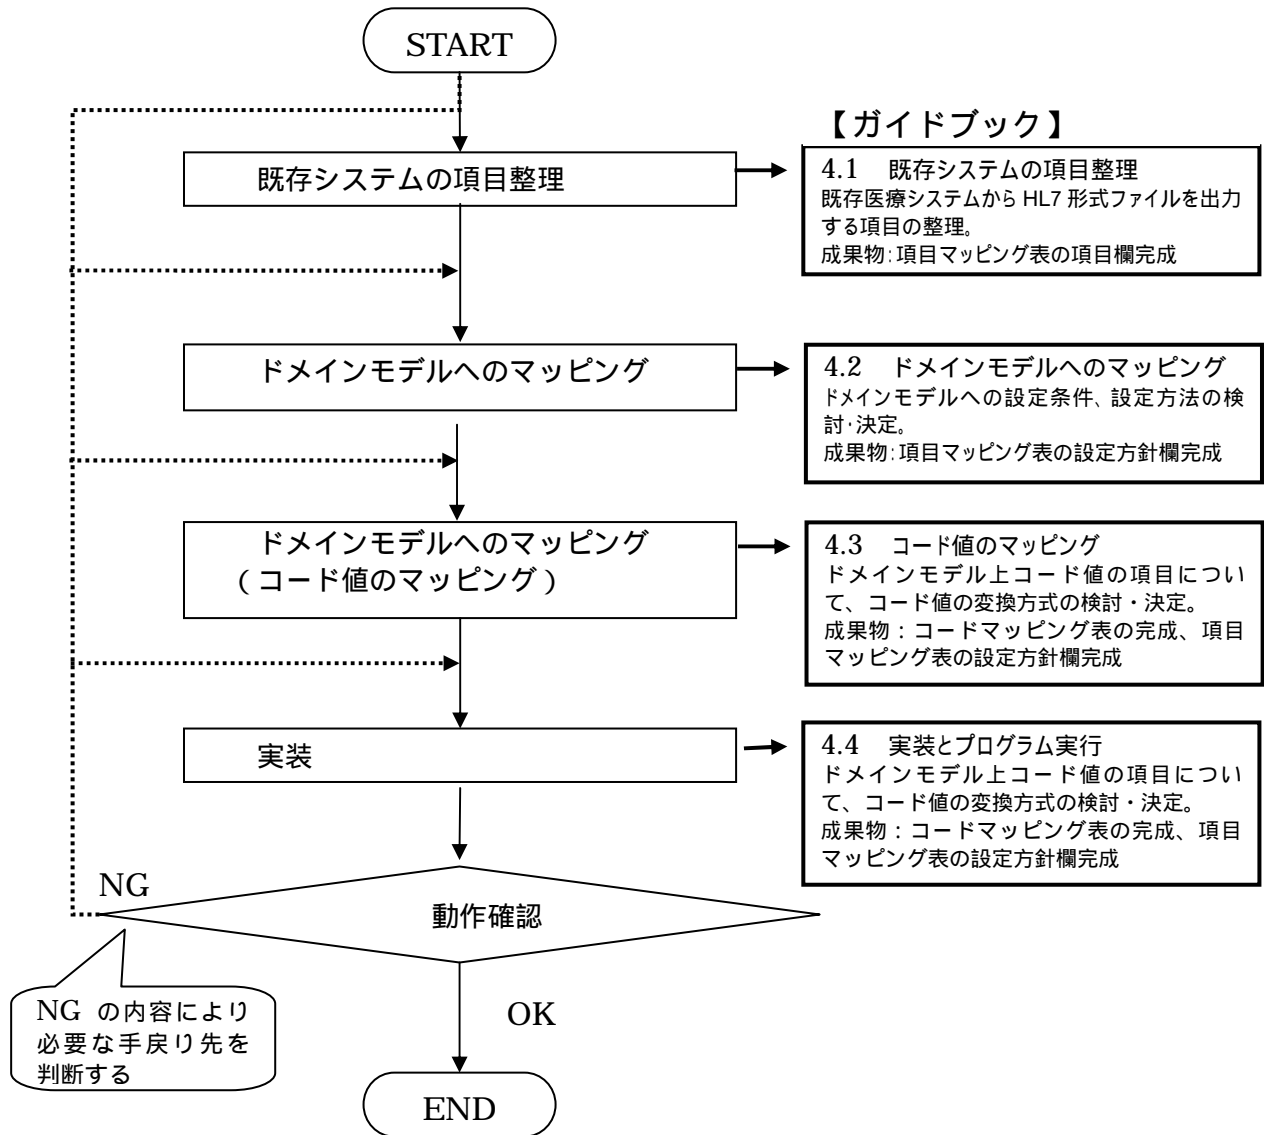 START
【ガイドブック】
既存システムの項目整理
4.1 既存システムの項目整理
既存医療システムから HL7 形式ファイルを出力
する項目の整理。
成果物:項目マッピング表の項目欄完成
ドメインモデルへのマッピング
4.2 ドメインモデルへのマッピング
ドメインモデルへの設定条件、設定方法の検
討・決定。
成果物:項目マッピング表の設定方針欄完成
ドメインモデルへのマッピング
(コード値のマッピング)
4.3 コード値のマッピング
ドメインモデル上コード値の項目につい
て、コード値の変換方式の検討・決定。
成果物:コードマッピング表の完成、項目
マッピング表の設定方針欄完成
実装
4.4 実装とプログラム実行
ドメインモデル上コード値の項目につい
て、コード値の変換方式の検討・決定。
成果物:コードマッピング表の完成、項目
マッピング表の設定方針欄完成
NG
動作確認
NG の内容により
必要な手戻り先を
判断する
OK
END